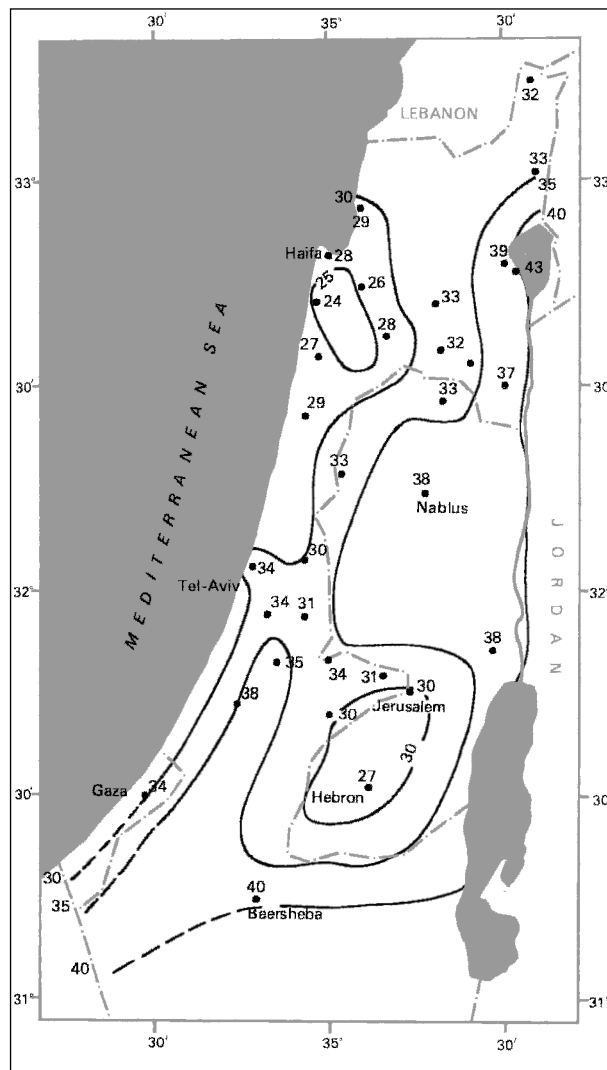 30' 35° 30'
32
LEBANON
33° 33 33°
35
30 40
29
Haifa 28 39
43
25 26
24 33
28
32
27
30' 37 30'
33
29
33
38
Nablus
MEDITERRANEAN SEA
JORDAN
30
32° 34 32°
Tel-Aviv
34 31
38
35 34
31
38 30
Jerusalem
30
30
27
Gaza 34
30' Hebron 30'
30
40
35 Baersheba
40
31° 31°
30' 35° 30'